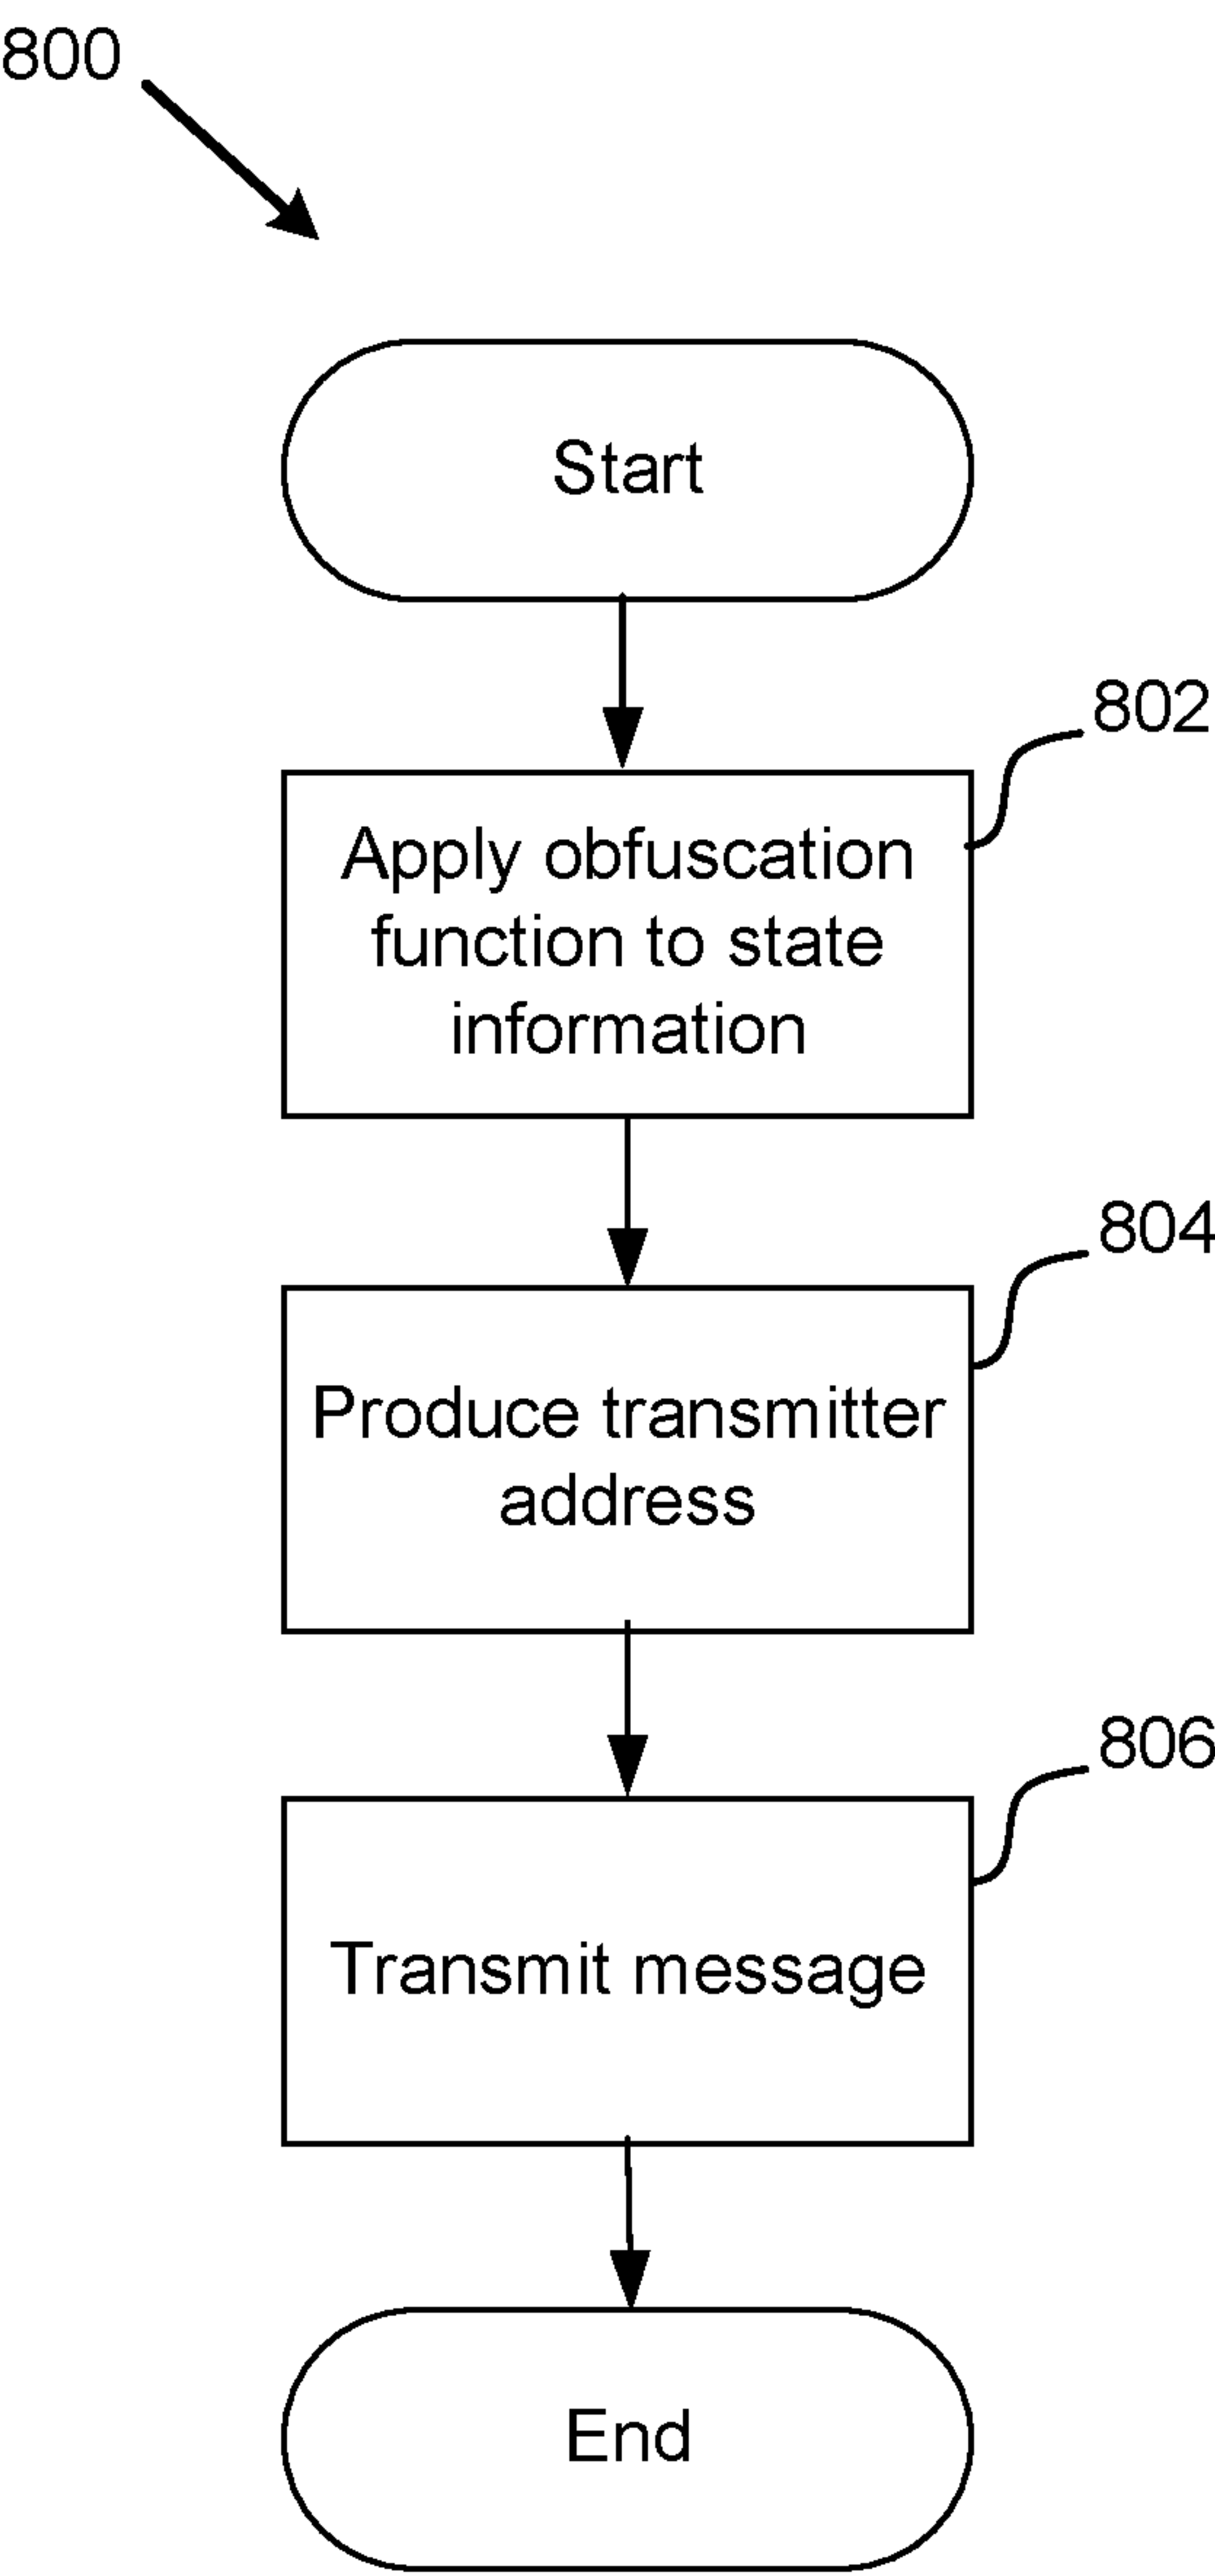 800
Start
802
Apply obfuscation
function to state
information
804
Produce transmitter
address
806
Transmit message
End